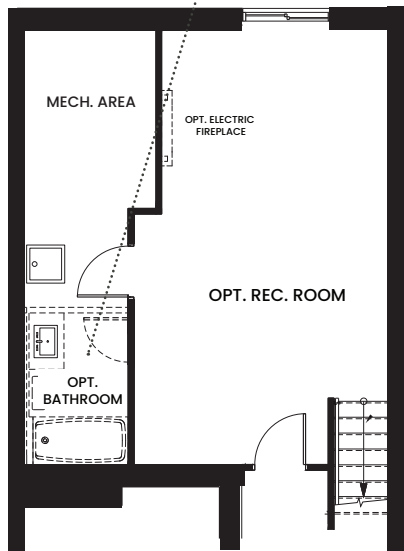 MECH. AREA
OPT. ELECTRIC
FIREPLACE
OPT. REC. ROOM
OPT.
BATHROOM